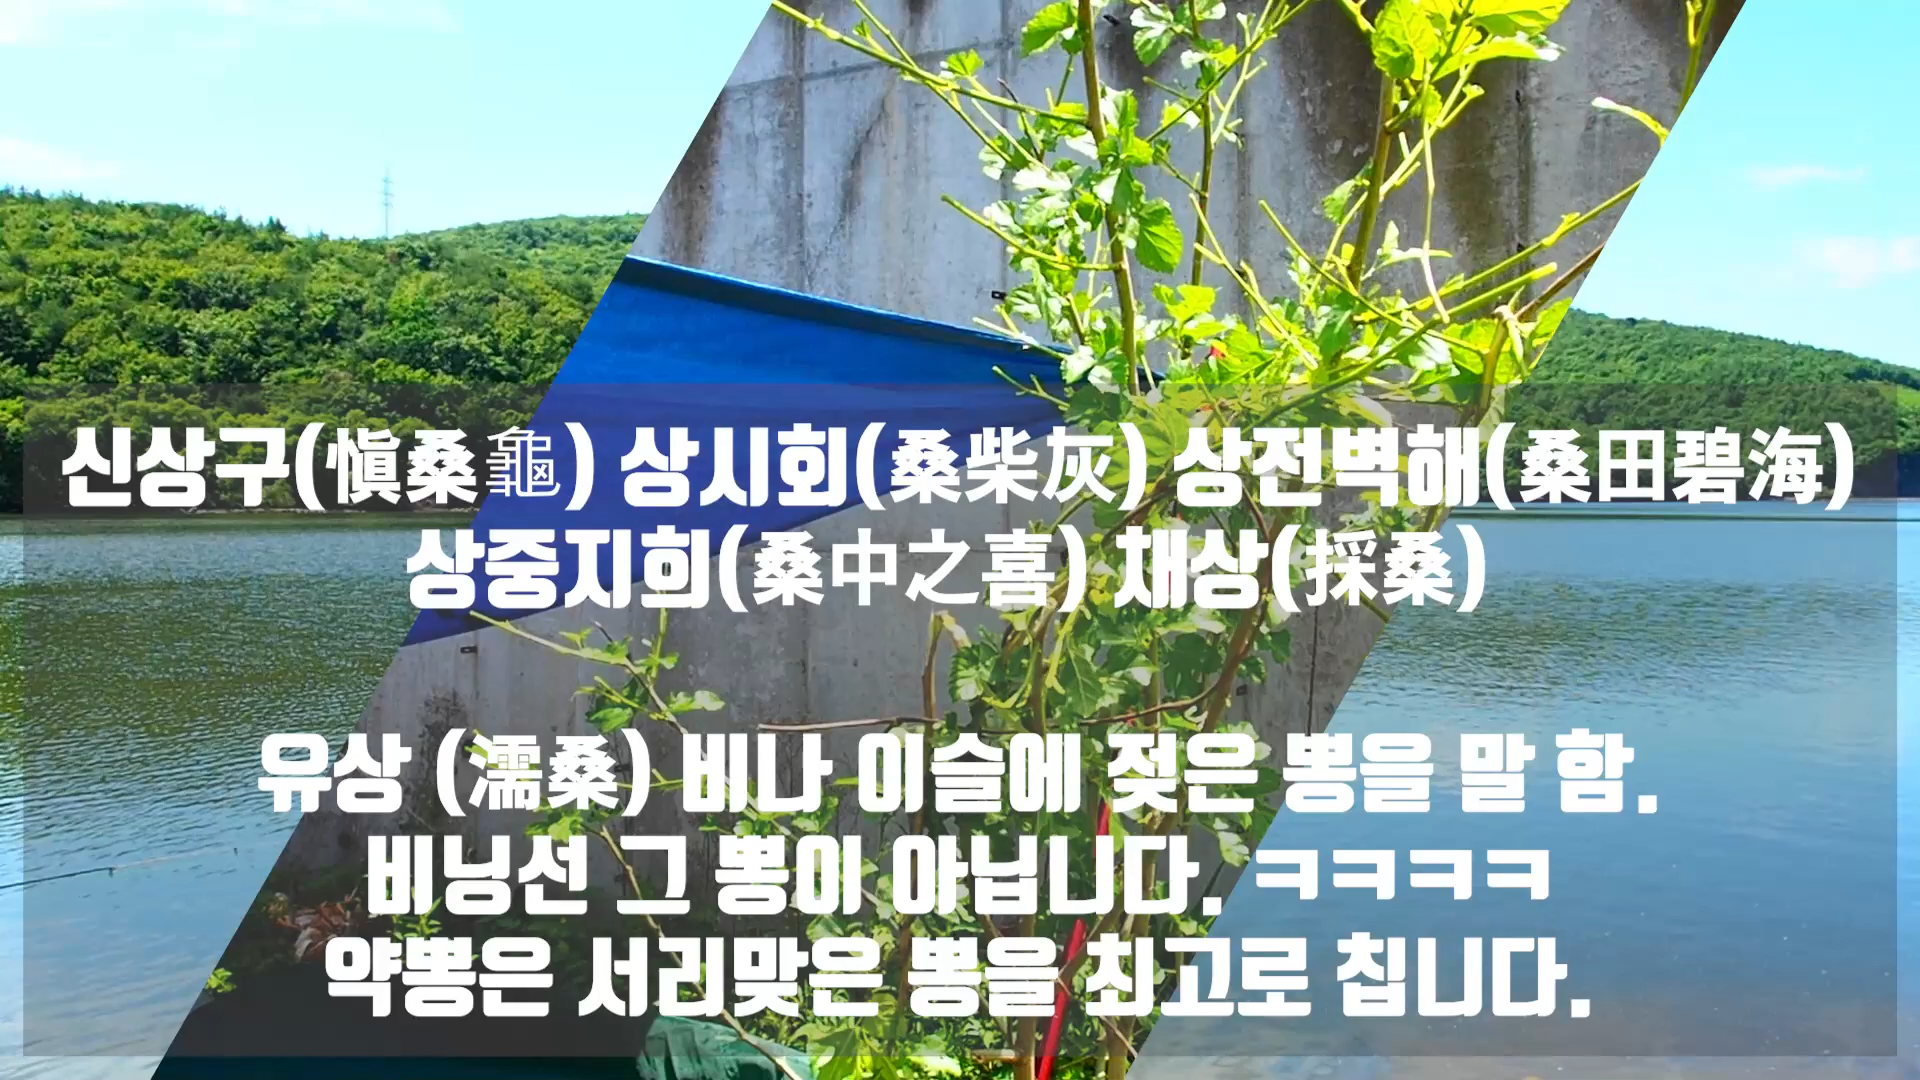 신상구(愼桑龜) 상시회(桑柴灰) 상전벽해(桑田碧海)
상중지희(桑中之喜) 채상(採桑)
유상 (濡桑) 비나 이슬에 젖은 뽕을 말 함.
비닝선 그 뽕이 아닙니다. ㅋㅋㅋㅋ
약뽕은 서리맞은 뽕을 최고로 칩니다.